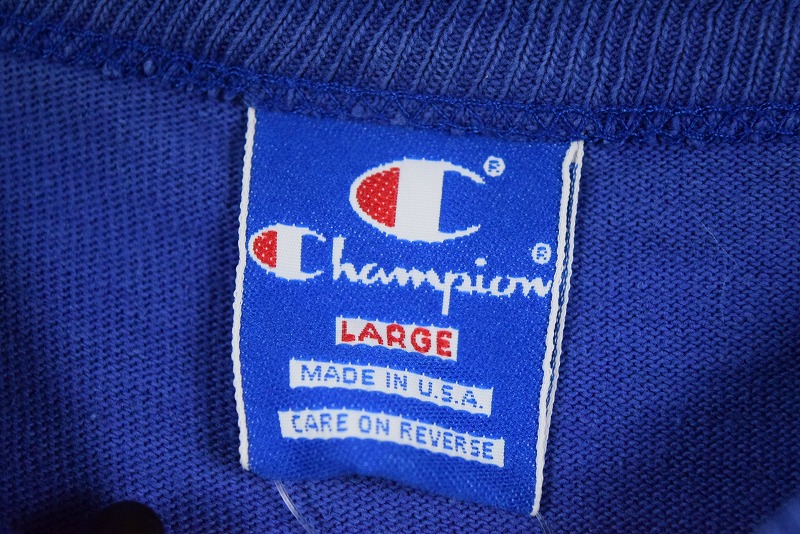 C®
Champion®
LARGE
MADE IN U.S.A.
CARE ON REVERSE